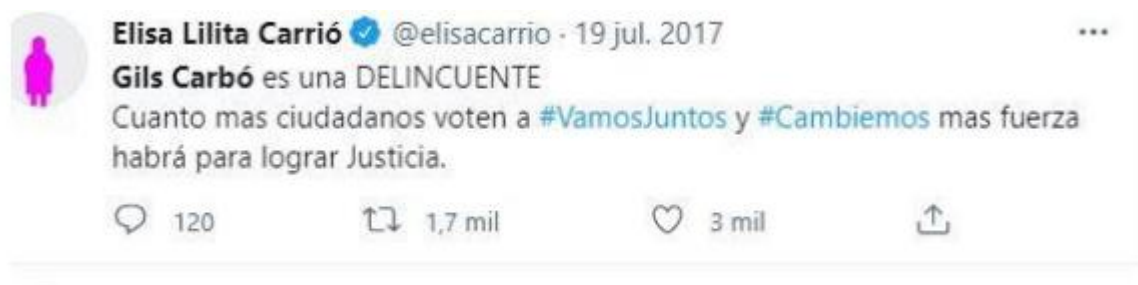 Elisa Lilita Carrió @elisacarrio · 19 jul. 2017
Gils Carbó es una DELINCUENTE
Cuanto mas ciudadanos voten a #VamosJuntos y #Cambiemos mas fuerza
habrá para lograr Justicia.
120 1,7 mil 3 mil